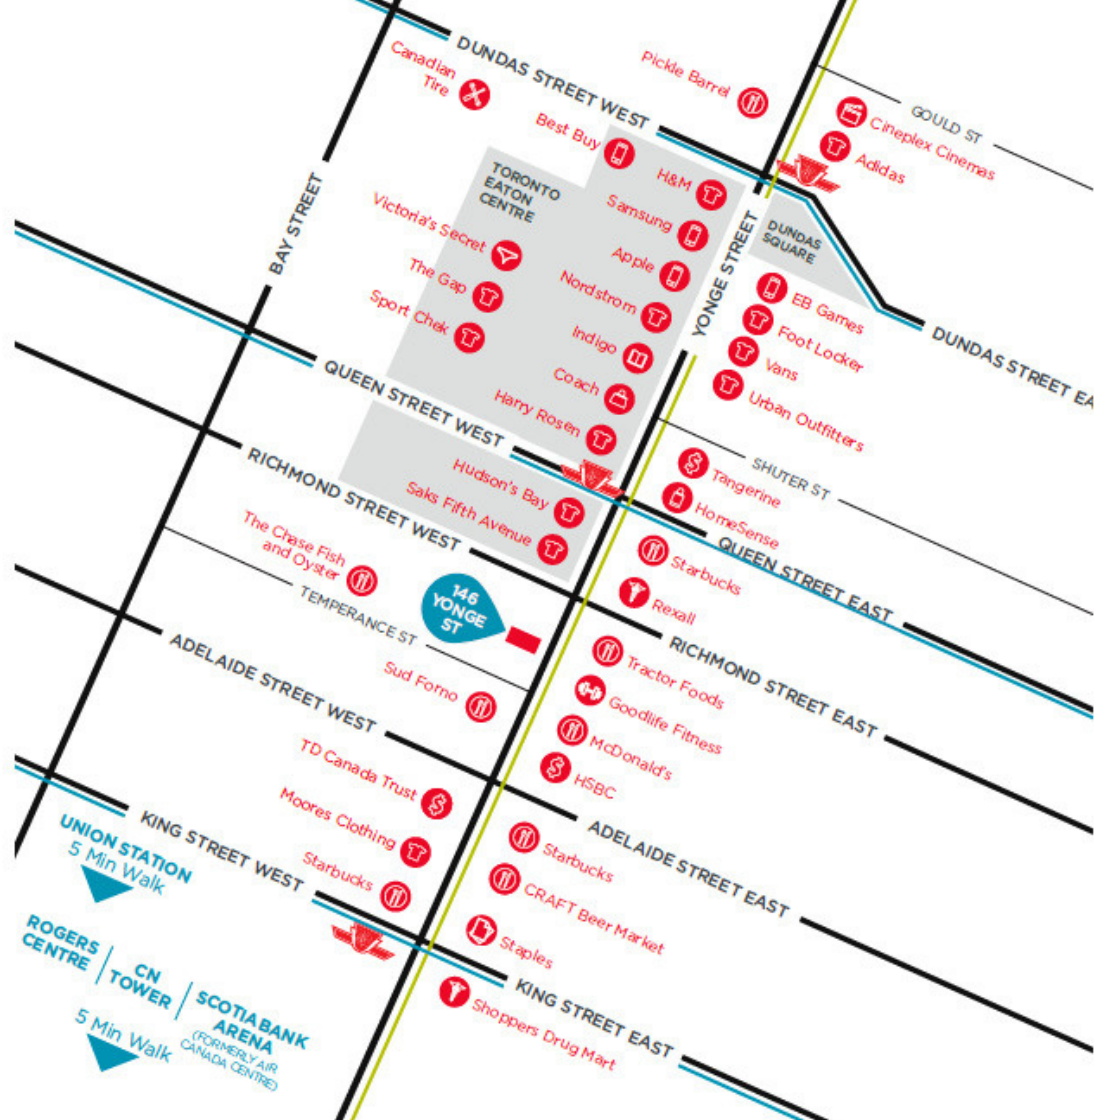 DUNDAS STREET WEST
Canadian
Tire
Pickle Barrel
GOULD ST
Cineplex Cinemas
Adidas
Best Buy
H&M
TORONTO
EATON
CENTRE
Samsung
Victoria's Secret
Apple
The Gap
Nordstrom
Sport Chek
Indigo
Coach
Harry Rosen
BAY STREET
YONGE STREET
DUNDAS
SQUARE
EB Games
Foot Locker
Vans
Urban Outfitters
DUNDAS STREET EA
QUEEN STREET WEST
SHUTER ST
Tangerine
HomeSense
Hudson's Bay
Saks Fifth Avenue
RICHMOND STREET WEST
QUEEN STREET EAST
Starbucks
Rexall
The Chase Fish
and Oyster
146
YONGE
ST
TEMPERANCE ST
RICHMOND STREET EAST
Tractor Foods
Goodlife Fitness
McDonald's
HSBC
Sud Forno
ADELAIDE STREET WEST
TD Canada Trust
Moores Clothing
Starbucks
ADELAIDE STREET EAST
Starbucks
CRAFT Beer Market
Staples
KING STREET WEST
UNION STATION
5 Min Walk
ROGERS
CENTRE
CN
TOWER
SCOTIABANK
ARENA
(FORMERLY AIR
CANADA CENTRE)
5 Min Walk
KING STREET EAST
Shoppers Drug Mart